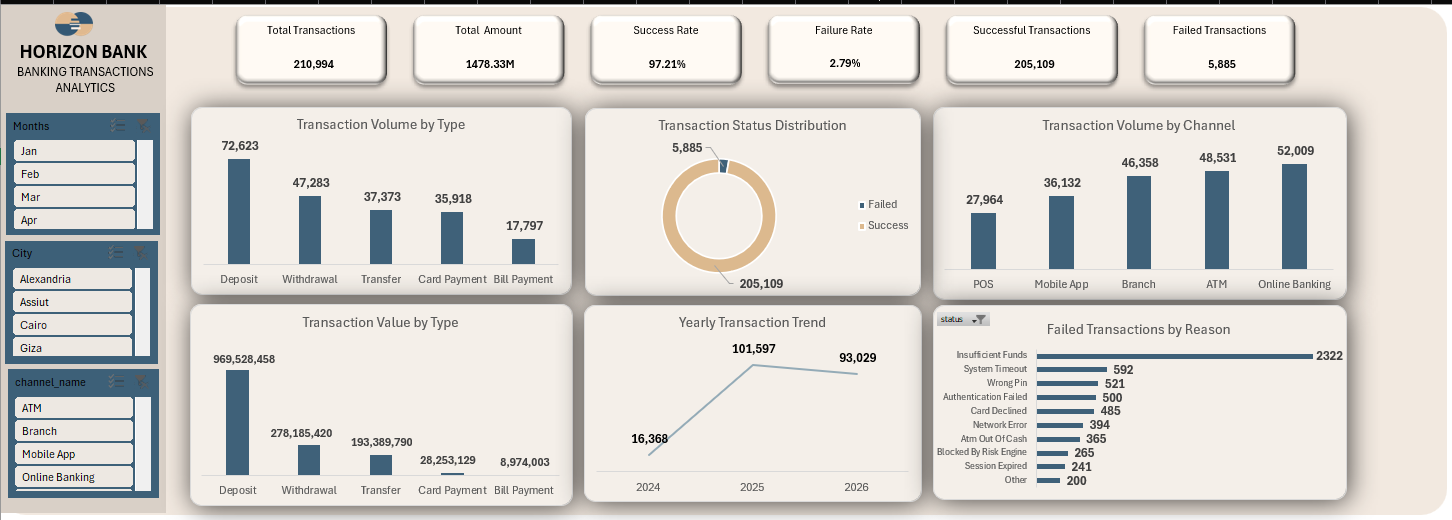 HORIZON BANK
BANKING TRANSACTIONS
ANALYTICS
Total Transactions
210,994
Total Amount
1478.33M
Success Rate
97.21%
Failure Rate
2.79%
Successful Transactions
205,109
Failed Transactions
5,885
Months
Jan
Feb
Mar
Apr
City
Alexandria
Assiut
Cairo
Giza
channel_name
ATM
Branch
Mobile App
Online Banking
Transaction Volume by Type
72,623
47,283
37,373
35,918
17,797
Deposit
Withdrawal
Transfer
Card Payment
Bill Payment
Transaction Status Distribution
5,885
Failed
Success
205,109
Transaction Volume by Channel
27,964
36,132
46,358
48,531
52,009
POS
Mobile App
Branch
ATM
Online Banking
Transaction Value by Type
969,528,458
278,185,420
193,389,790
28,253,129
8,974,003
Deposit
Withdrawal
Transfer
Card Payment
Bill Payment
Yearly Transaction Trend
16,368
101,597
93,029
2024
2025
2026
status
Failed Transactions by Reason
Insufficient Funds 2322
System Timeout 592
Wrong Pin 521
Authentication Failed 500
Card Declined 485
Network Error 394
Atm Out Of Cash 365
Blocked By Risk Engine 265
Session Expired 241
Other 200